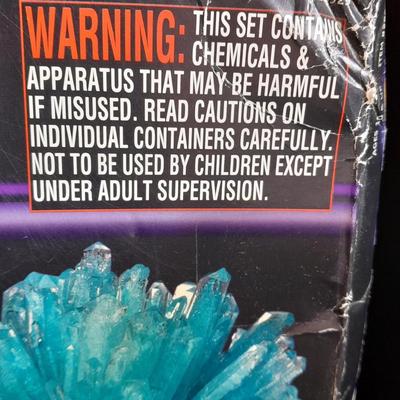 WARNING: THIS SET CONTAINS
CHEMICALS &
APPARATUS THAT MAY BE HARMFUL
IF MISUSED. READ CAUTIONS ON
INDIVIDUAL CONTAINERS CAREFULLY.
NOT TO BE USED BY CHILDREN EXCEPT
UNDER ADULT SUPERVISION.
AGES